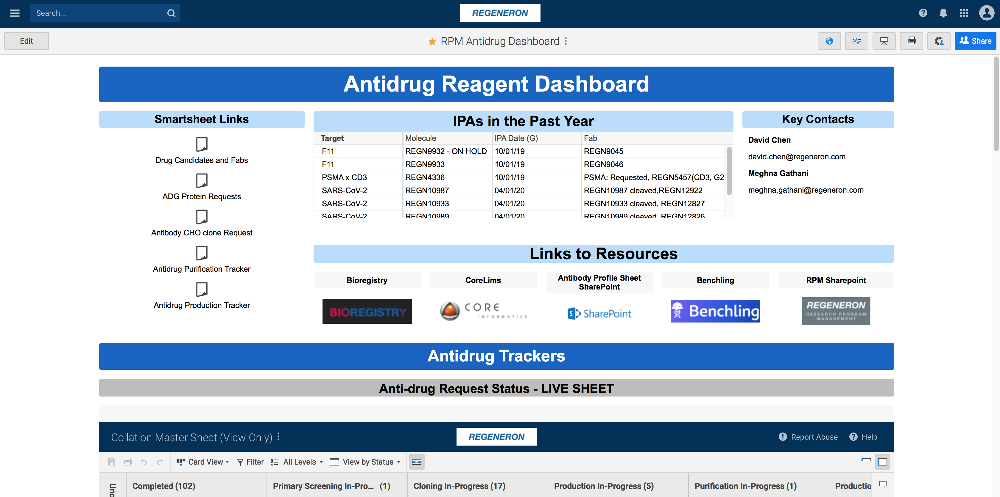 Search...
REGENERON
Edit
RPM Antidrug Dashboard
Share
Antidrug Reagent Dashboard
Smartsheet Links
Drug Candidates and Fabs
ADG Protein Requests
Antibody CHO clone Request
Antidrug Purification Tracker
Antidrug Production Tracker
IPAs in the Past Year
Target Molecule IPA Date (G) Fab
F11 REGN9932 - ON HOLD 10/01/19 REGN9045
F11 REGN9933 10/01/19 REGN9046
PSMA x CD3 REGN4336 10/01/19 PSMA: Requested, REGN5457(CD3, G2
SARS-CoV-2 REGN10987 04/01/20 REGN10987 cleaved,REGN12922
SARS-CoV-2 REGN10933 04/01/20 REGN10933 cleaved, REGN12827
SARS-CoV-2 REGN10989 04/01/20 REGN10989 cleaved, REGN12826
Key Contacts
David Chen
david.chen@regeneron.com
Meghna Gathani
meghna.gathani@regeneron.com
Links to Resources
Bioregistry
CoreLims
Antibody Profile Sheet
SharePoint
Benchling
RPM Sharepoint
BIOREGISTRY
CORE
INFORMATICS
S SharePoint
Benchling
REGENERON
RESEARCH PROGRAM
MANAGEMENT
Antidrug Trackers
Anti-drug Request Status - LIVE SHEET
Collation Master Sheet (View Only)
REGENERON
Report Abuse
Help
Card View
Filter
All Levels
View by Status
Unc
Completed (102)
Primary Screening In-Pro... (1)
Cloning In-Progress (17)
Production In-Progress (5)
Purification In-Progress (1)
Productio